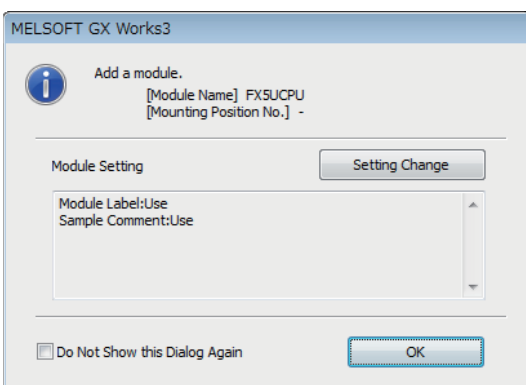 MELSOFT GX Works3
Add a module.
[Module Name] FX5UCPU
[Mounting Position No.] -
Module Setting
Setting Change
Module Label:Use
Sample Comment:Use
Do Not Show this Dialog Again
OK